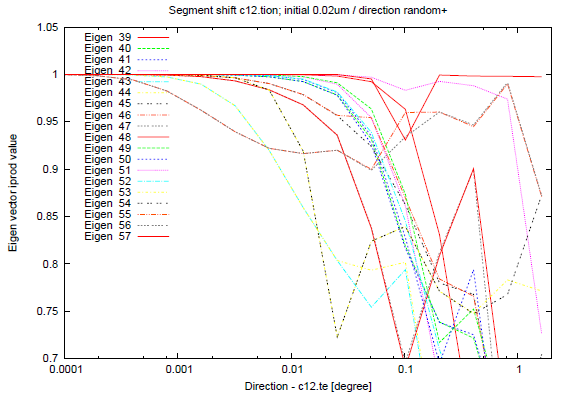 Segment shift c12.tion; initial 0.02um / direction random+
Eigen vector iprod value
1.05
1
0.95
0.9
0.85
0.8
0.75
0.7
Eigen 39
Eigen 40
Eigen 41
Eigen 42
Eigen 43
Eigen 44
Eigen 45
Eigen 46
Eigen 47
Eigen 48
Eigen 49
Eigen 50
Eigen 51
Eigen 52
Eigen 53
Eigen 54
Eigen 55
Eigen 56
Eigen 57
0.0001
0.001
0.01
0.1
1
Direction - c12.te [degree]